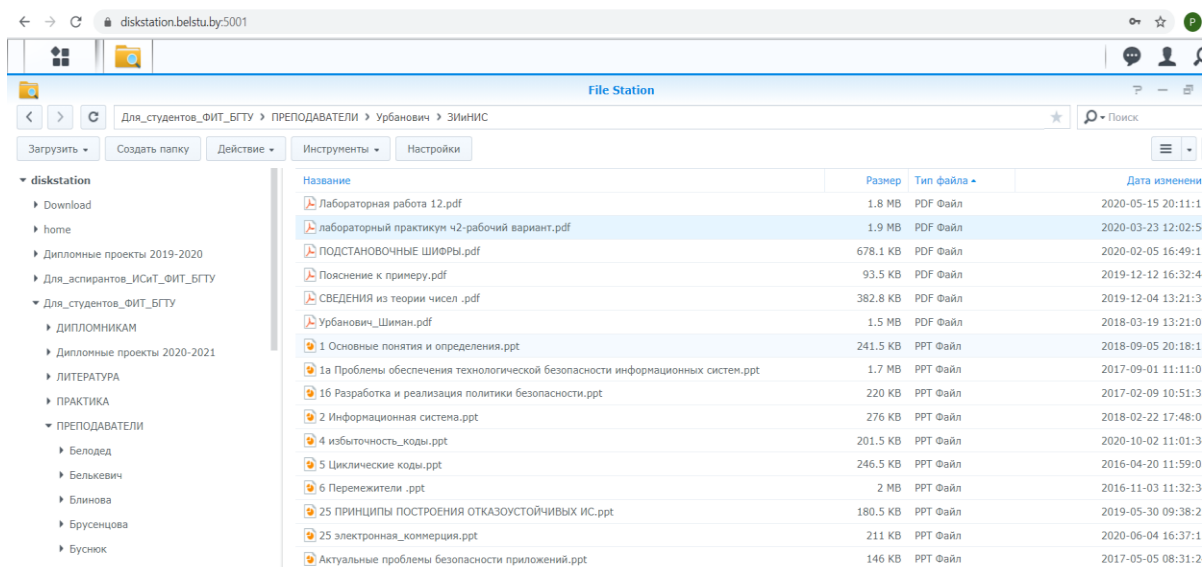 diskstation.belstu.by:5001
P
File Station
Для_студентов_ФИТ_БГТУ > ПРЕПОДАВАТЕЛИ > Урбанович > ЗИиНИС
Поиск
Загрузить Создать папку Действие Инструменты Настройки
diskstation
Download
home
Дипломные проекты 2019-2020
Для_аспирантов_ИСиТ_ФИТ_БГТУ
Для_студентов_ФИТ_БГТУ
ДИПЛОМНИКАМ
Дипломные проекты 2020-2021
ЛИТЕРАТУРА
ПРАКТИКА
ПРЕПОДАВАТЕЛИ
Белодед
Белькевич
Блинова
Брусенцова
Буснюк
Название Размер Тип файла Дата изменени
Лабораторная работа 12.pdf 1.8 MB PDF Файл 2020-05-15 20:11:1
лабораторный практикум ч2-рабочий вариант.pdf 1.9 MB PDF Файл 2020-03-23 12:02:5
ПОДСТАНОВОЧНЫЕ ШИФРЫ.pdf 678.1 KB PDF Файл 2020-02-05 16:49:1
Пояснение к примеру.pdf 93.5 KB PDF Файл 2019-12-12 16:32:4
СВЕДЕНИЯ из теории чисел .pdf 382.8 KB PDF Файл 2019-12-04 13:21:3
Урбанович_Шиман.pdf 1.5 MB PDF Файл 2018-03-19 13:21:0
1 Основные понятия и определения.ppt 241.5 KB PPT Файл 2018-09-05 20:18:1
1а Проблемы обеспечения технологической безопасности информационных систем.ppt 1.7 MB PPT Файл 2017-09-01 11:11:0
1б Разработка и реализация политики безопасности.ppt 220 KB PPT Файл 2017-02-09 10:51:3
2 Информационная система.ppt 276 KB PPT Файл 2018-02-22 17:48:0
4 избыточность_коды.ppt 201.5 KB PPT Файл 2020-10-02 11:01:3
5 Циклические коды.ppt 246.5 KB PPT Файл 2016-04-20 11:59:0
6 Перемежители .ppt 2 MB PPT Файл 2016-11-03 11:32:3
25 ПРИНЦИПЫ ПОСТРОЕНИЯ ОТКАЗОУСТОЙЧИВЫХ ИС.ppt 180.5 KB PPT Файл 2019-05-30 09:38:2
25 электронная_коммерция.ppt 211 KB PPT Файл 2020-06-04 16:37:1
Актуальные проблемы безопасности приложений.ppt 146 KB PPT Файл 2017-05-05 08:31:2